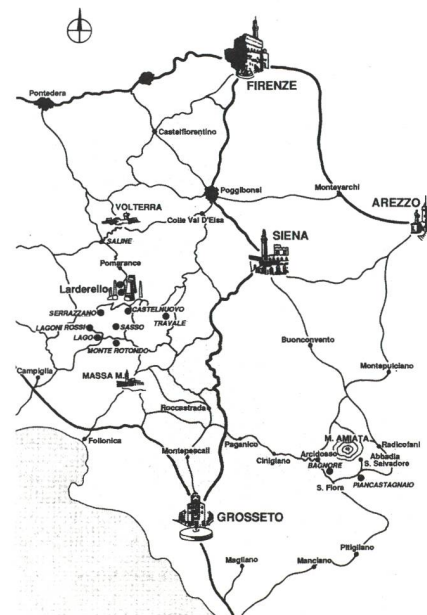 FIRENZE
Pontedera
Castelfiorentino
Poggibonsi
Montevarchi
AREZZO
VOLTERRA
Colle Val D'Elsa
SIENA
SALINE
Pomarance
Larderello
CASTELNUOVO
SERRAZZANO
TRAVALE
LAGONI ROSSI
SASSO
LAGO
MONTE ROTONDO
Buonconvento
Montepulciano
Campiglia
MASSA M.
Roccastrada
Follonica
Montepescali
Paganico
Cinigiano
Arcidosso
M. AMIATA
Radicofani
Abbadia
S. Salvadore
BAGNORE
PIANCASTAGNAIO
S. Fiora
GROSSETO
Pitigliano
Magliano
Manciano